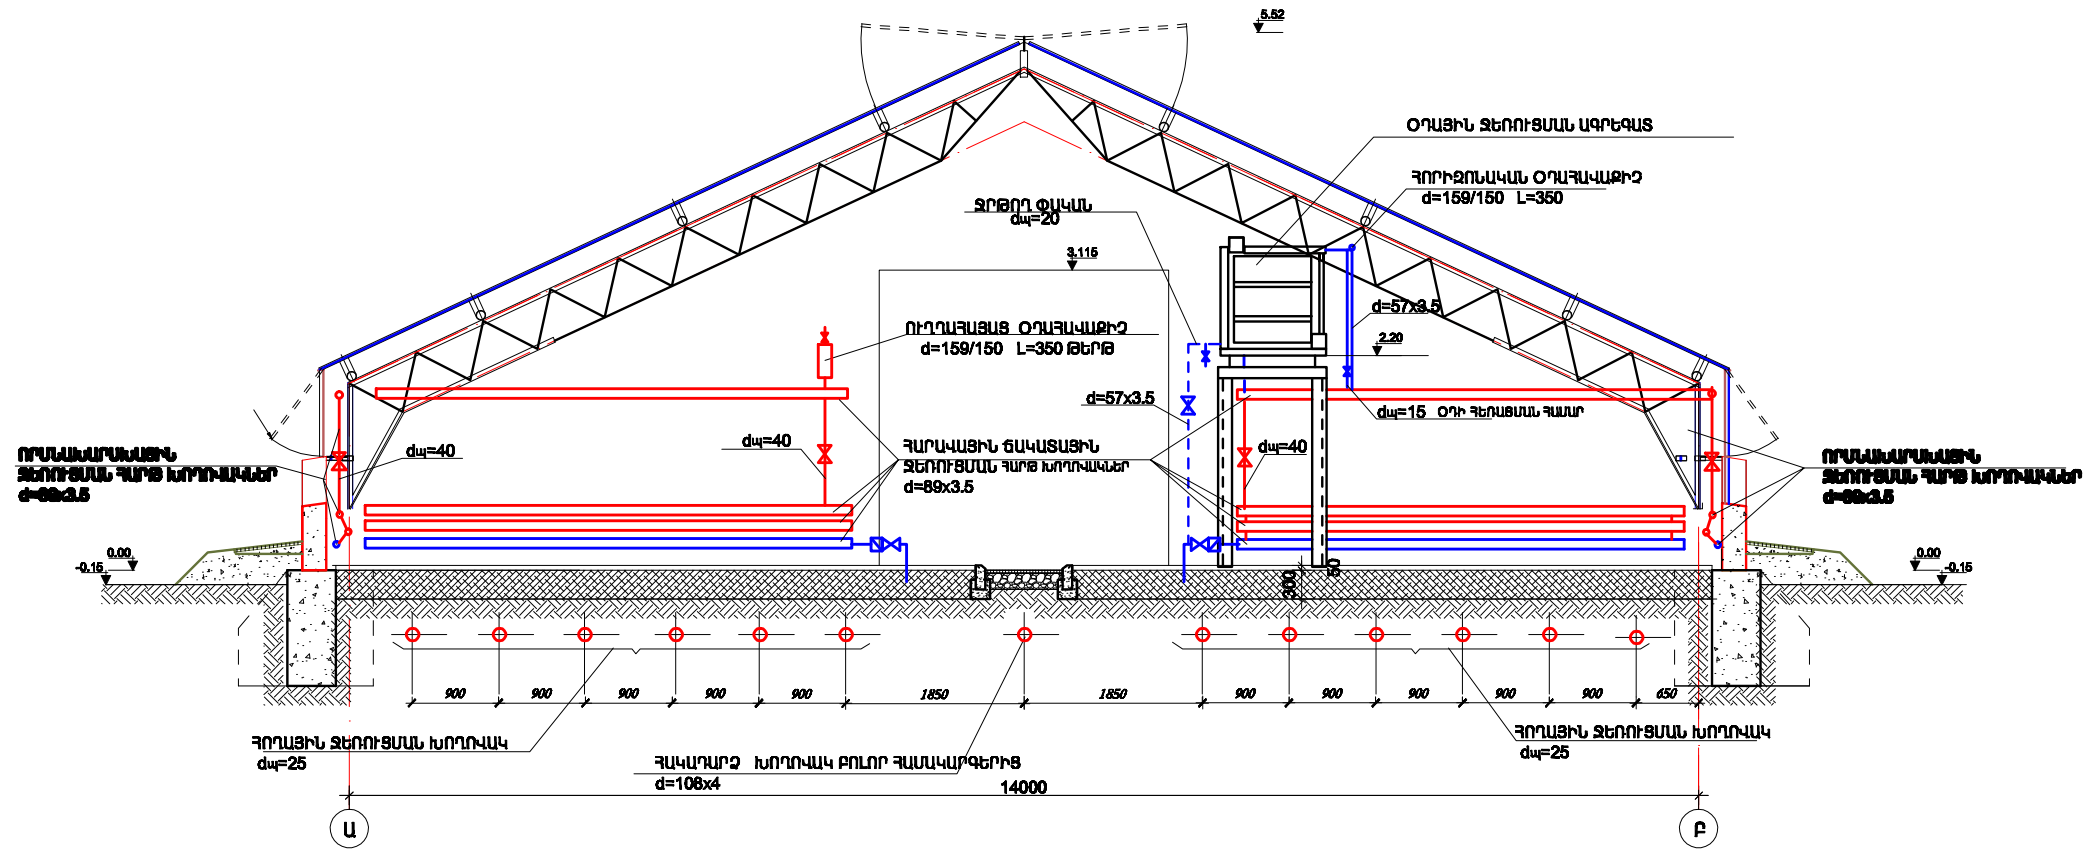 5.52
ՕԴԱՅԻՆ ՋԵՌՈՒՑՄԱՆ ԱԳՐԵԳԱՏ
ՀՈՐԻԶՈՆԱԿԱՆ ՕԴԱՀԱՎԱՔԻՉ
d=159/150 L=350
ՋՐԹՈՂ ՓԱԿԱՆ
dպ=20
3.115
d=57x3.5
ՈՒՂՂԱՀԱՅԱՑ ՕԴԱՀԱՎԱՔԻՉ
d=159/150 L=350 ԹԵՐԹ
2.20
d=57x3.5
dպ=15 ՕԴԻ ՀԵՌԱՑՄԱՆ ՀԱՄԱՐ
dպ=40
dպ=40
dպ=40
ՀԱՐԱՎԱՅԻՆ ՃԱԿԱՏԱՅԻՆ
ՋԵՌՈՒՑՄԱՆ ՀԱՐԹ ԽՈՂՈՎԱԿՆԵՐ
d=89x3.5
ՈՐՄՆԱԽԱՐՍԽԱՅԻՆ
ՋԵՌՈՒՑՄԱՆ ՀԱՐԹ ԽՈՂՈՎԱԿՆԵՐ
d=89x3.5
ՈՐՄՆԱԽԱՐՍԽԱՅԻՆ
ՋԵՌՈՒՑՄԱՆ ՀԱՐԹ ԽՈՂՈՎԱԿՆԵՐ
d=89x3.5
0.00
-0.15
0.00
-0.15
300
50
900
900
900
900
900
1850
1850
900
900
900
900
900
650
ՀՈՂԱՅԻՆ ՋԵՌՈՒՑՄԱՆ ԽՈՂՈՎԱԿ
dպ=25
ՀԱԿԱԴԱՐՁ ԽՈՂՈՎԱԿ ԲՈԼՈՐ ՀԱՄԱԿԱՐԳԵՐԻՑ
d=108x4
ՀՈՂԱՅԻՆ ՋԵՌՈՒՑՄԱՆ ԽՈՂՈՎԱԿ
dպ=25
14000
Ա
Բ